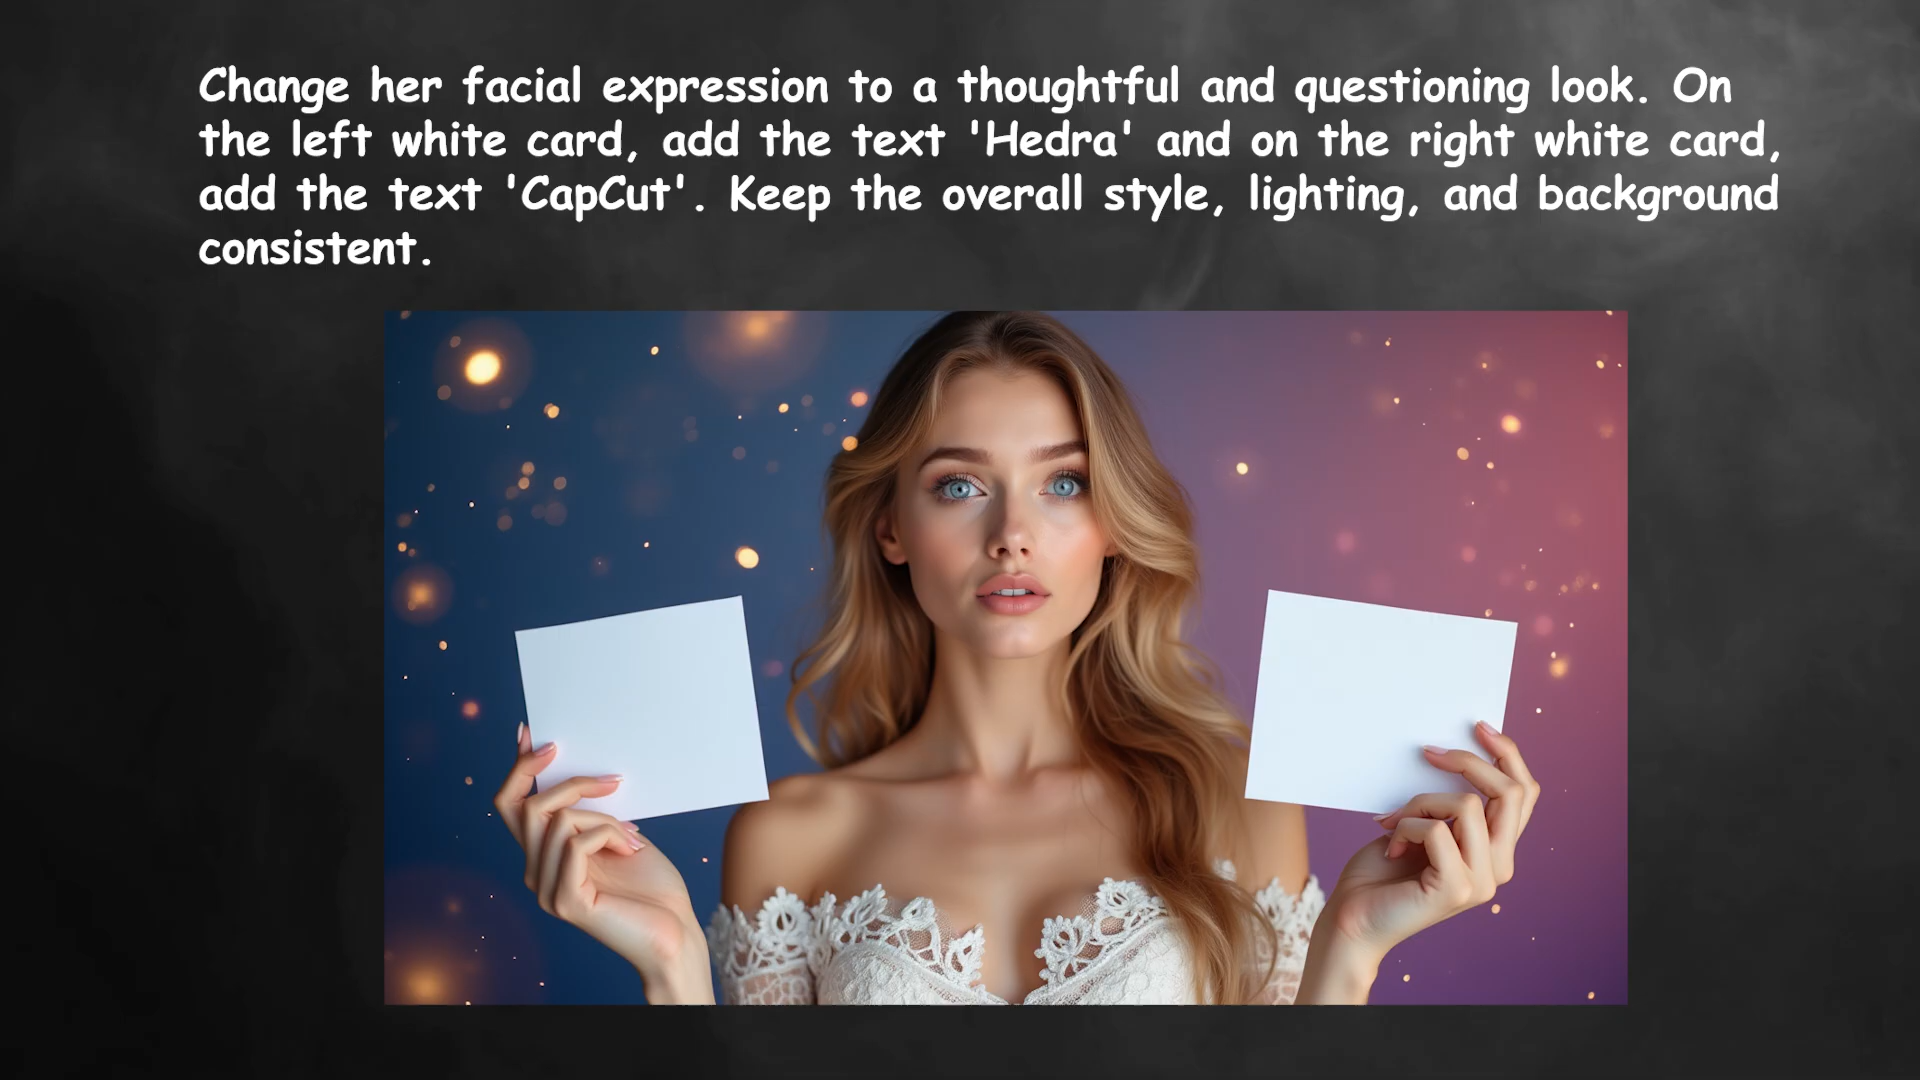 Change her facial expression to a thoughtful and questioning look. On
the left white card, add the text 'Hedra' and on the right white card,
add the text 'CapCut'. Keep the overall style, lighting, and background
consistent.